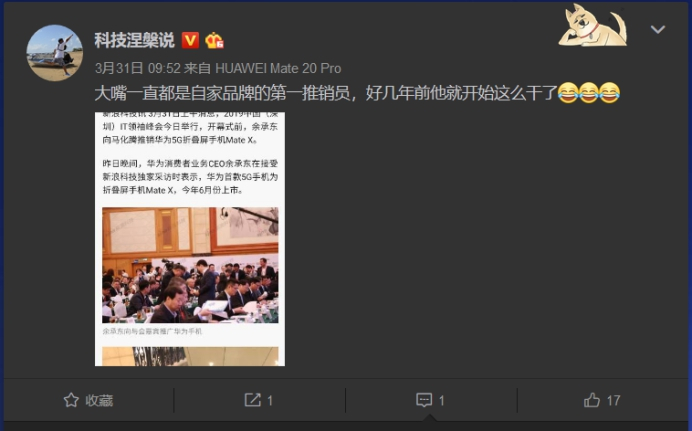 科技涅槃说
3月31日 09:52 来自 HUAWEI Mate 20 Pro
大嘴一直都是自家品牌的第一推销员，好几年前他就开始这么干了😂😂😂
新浪科技讯 3月31日上午消息，2019中国（深
圳）IT领袖峰会今日举行，开幕式前，余承东
向马化腾推销华为5G折叠屏手机Mate X。
昨日晚间，华为消费者业务CEO余承东在接受
新浪科技独家采访时表示，华为首款5G手机为
折叠屏手机Mate X，今年6月份上市。
余承东向与会嘉宾推广华为手机
收藏
1
1
17